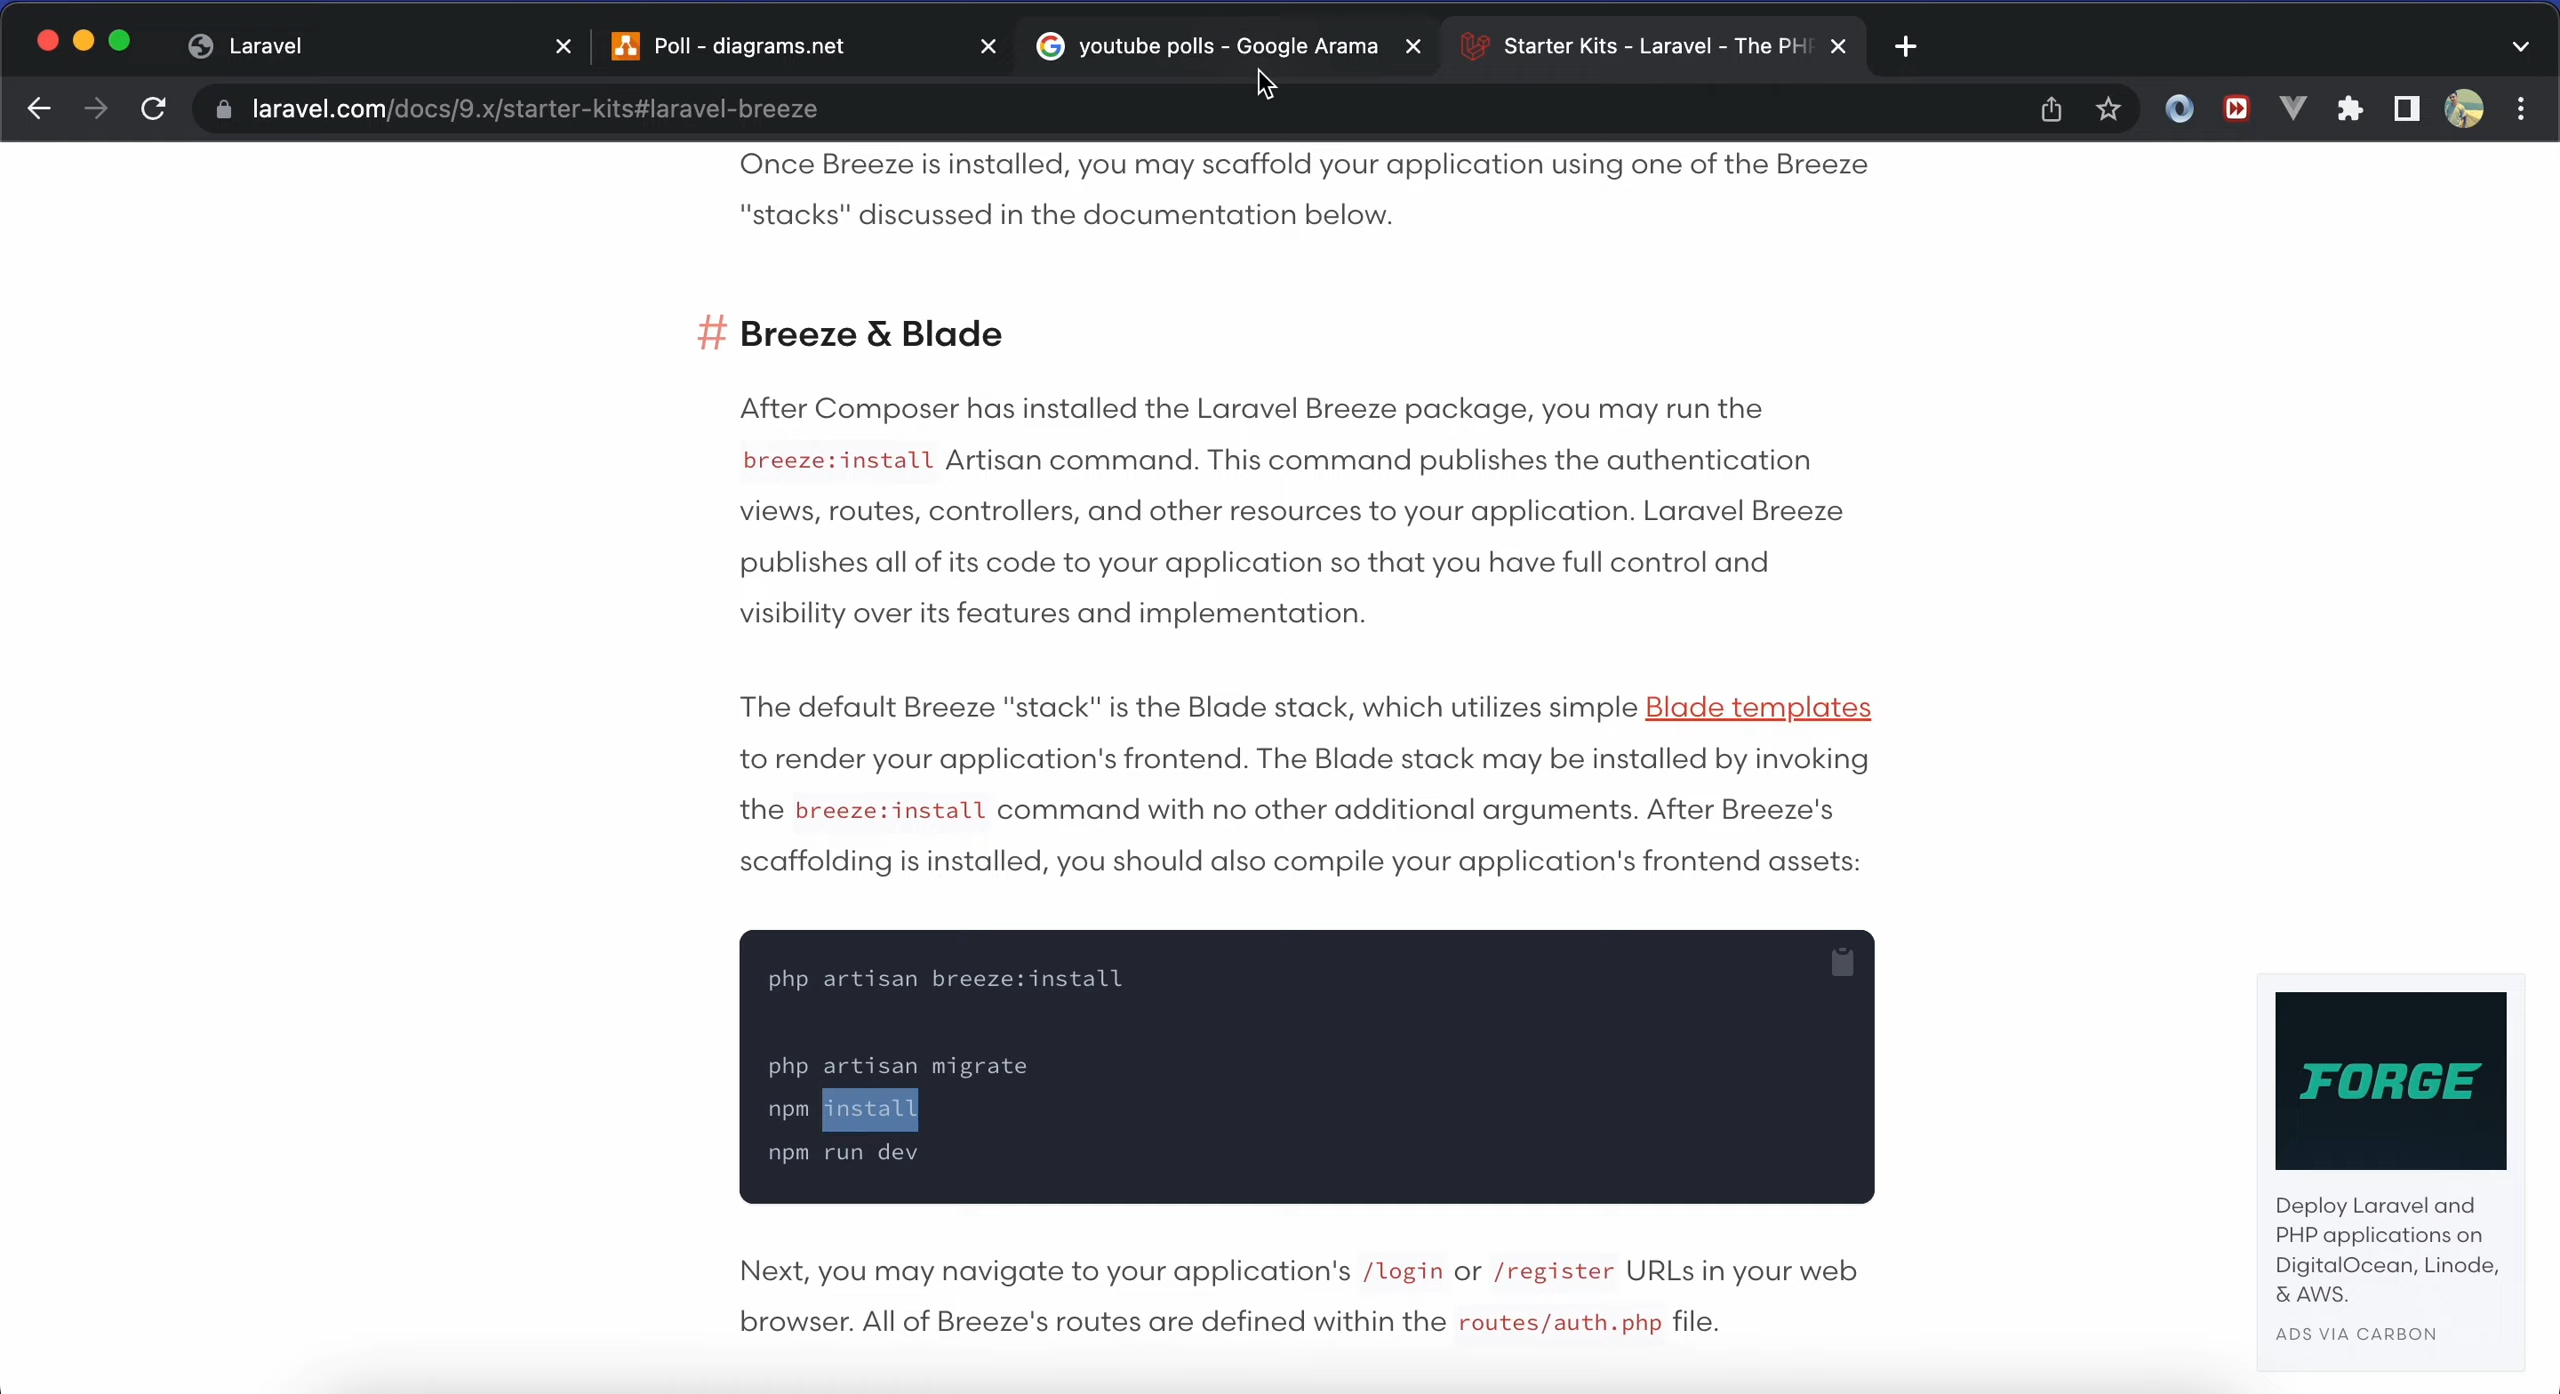 Laravel
Poll - diagrams.net
youtube polls - Google Arama
Starter Kits - Laravel - The PH
laravel.com/docs/9.x/starter-kits#laravel-breeze
Once Breeze is installed, you may scaffold your application using one of the Breeze
"stacks" discussed in the documentation below.
# Breeze & Blade
After Composer has installed the Laravel Breeze package, you may run the
breeze:install Artisan command. This command publishes the authentication
views, routes, controllers, and other resources to your application. Laravel Breeze
publishes all of its code to your application so that you have full control and
visibility over its features and implementation.
The default Breeze "stack" is the Blade stack, which utilizes simple Blade templates
to render your application's frontend. The Blade stack may be installed by invoking
the breeze:install command with no other additional arguments. After Breeze's
scaffolding is installed, you should also compile your application's frontend assets:
php artisan breeze:install
php artisan migrate
npm install
npm run dev
Next, you may navigate to your application's /login or /register URLs in your web
browser. All of Breeze's routes are defined within the routes/auth.php file.
FORGE
Deploy Laravel and
PHP applications on
DigitalOcean, Linode,
& AWS.
ADS VIA CARBON